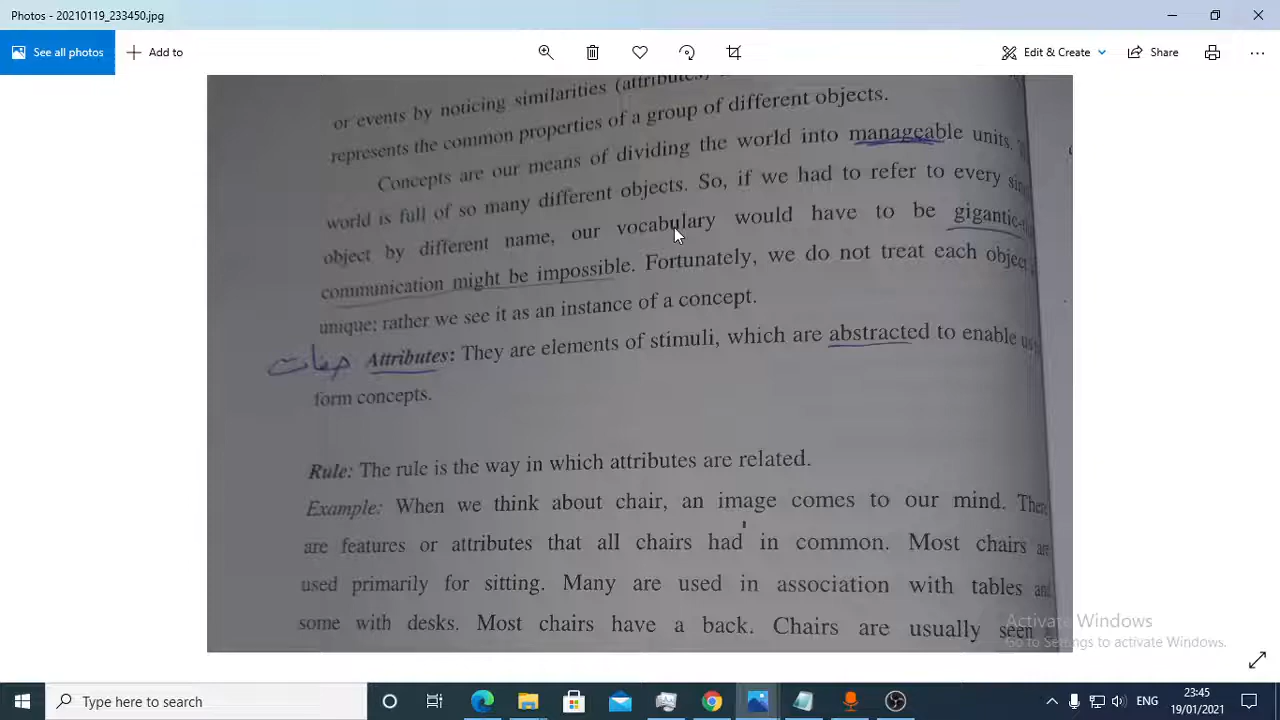 Photos - 20210119_233450.jpg
See all photos
Add to
Edit & Create
Share
or events by noticing similarities (attributes)
represents the common properties of a group of different objects.
Concepts are our means of dividing the world into manageable units.
world is full of so many different objects. So, if we had to refer to every
object by different name, our vocabulary would have to be gigantic
communication might be impossible. Fortunately, we do not treat each object
unique; rather we see it as an instance of a concept.
صفات Attributes: They are elements of stimuli, which are abstracted to enable us
form concepts.
Rule: The rule is the way in which attributes are related.
Example: When we think about chair, an image comes to our mind. There
are features or attributes that all chairs had in common. Most chairs are
used primarily for sitting. Many are used in association with tables and
some with desks. Most chairs have a back. Chairs are usually seen
Activate Windows
Go to Settings to activate Windows.
Type here to search
ENG
23:45
19/01/2021